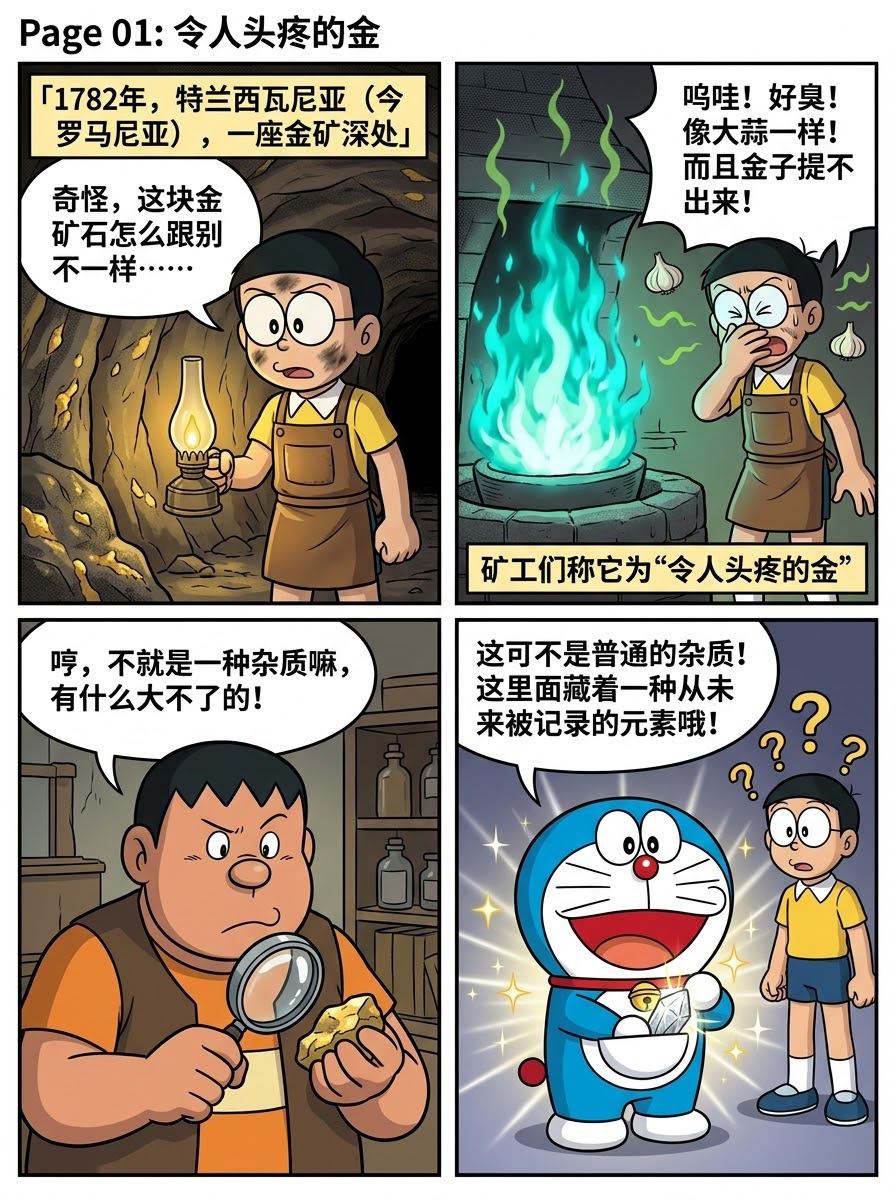 Page 01: 令人头疼的金
「1782年，特兰西瓦尼亚（今
罗马尼亚），一座金矿深处」
奇怪，这块金
矿石怎么跟别
不一样……
呜哇！好臭！
像大蒜一样！
而且金子提不
出来！
矿工们称它为“令人头疼的金”
哼，不就是一种杂质嘛，
有什么大不了的！
这可不是普通的杂质！
这里面藏着一种从未
来被记录的元素哦！